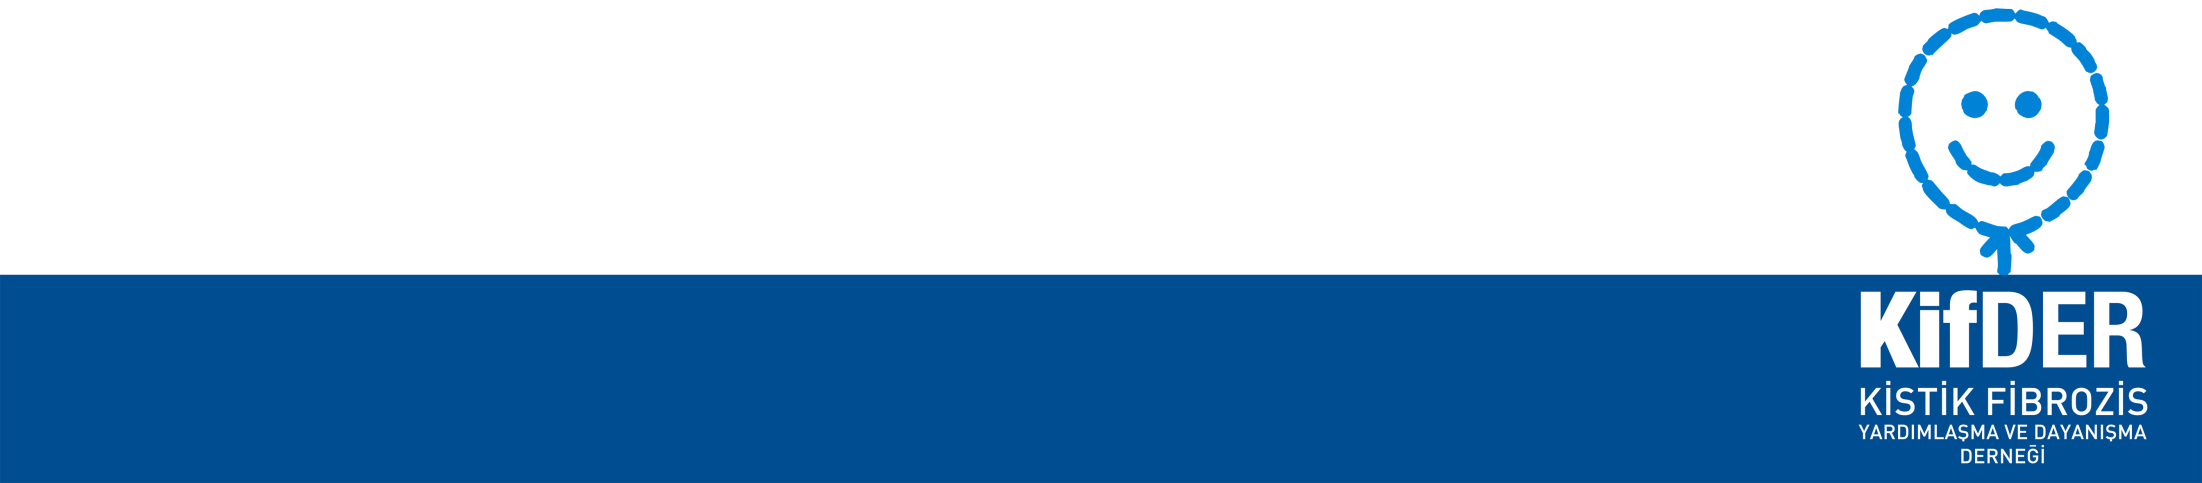 KifDER
KİSTİK FİBROZİS
YARDIMLAŞMA VE DAYANIŞMA
DERNEĞİ